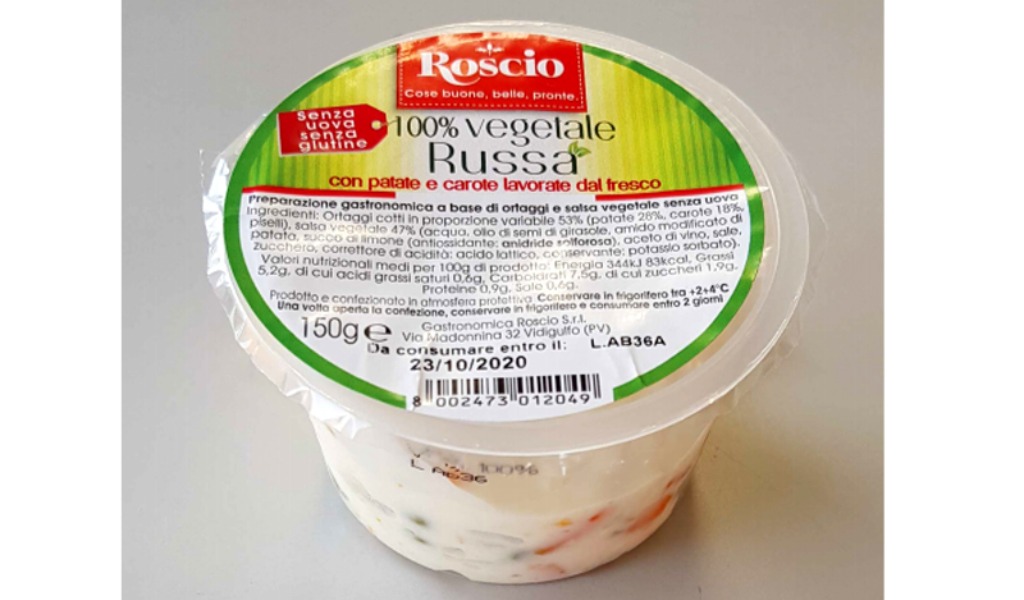 Roscio
Cose buone, belle, pronte.
senza
uova
senza
glutine
100% vegetale
Russa
con patate e carote lavorate dal fresco
Preparazione gastronomica a base di ortaggi e salsa vegetale senza uova
Ingredienti: Ortaggi cotti in proporzione variabile 53% (patate 28%, carote 18%,
piselli), salsa vegetale 47% (acqua, olio di semi di girasole, amido modificato di
patata, succo di limone (antiossidante: anidride solforosa), aceto di vino, sale,
zucchero, correttore di acidità: acido lattico, conservante: potassio sorbato).
Valori nutrizionali medi per 100g di prodotto: Energia 344kJ 83kcal, Grassi
5,2g, di cui acidi grassi saturi 0,6g, Carboidrati 7,5g, di cui zuccheri 1,9g,
Proteine 0,9g, Sale 0,6g.
Prodotto e confezionato in atmosfera protettiva Conservare in frigorifero fra +2+4°C
Una volta aperta la confezione, conservare in frigorifero e consumare entro 2 giorni
150g e
Gastronomica Roscio S.r.l.
Via Madonnina 32 Vidigulfo (PV)
Da consumare entro il: L.AB36A
23/10/2020
8 002473 012049
100%
L AB36